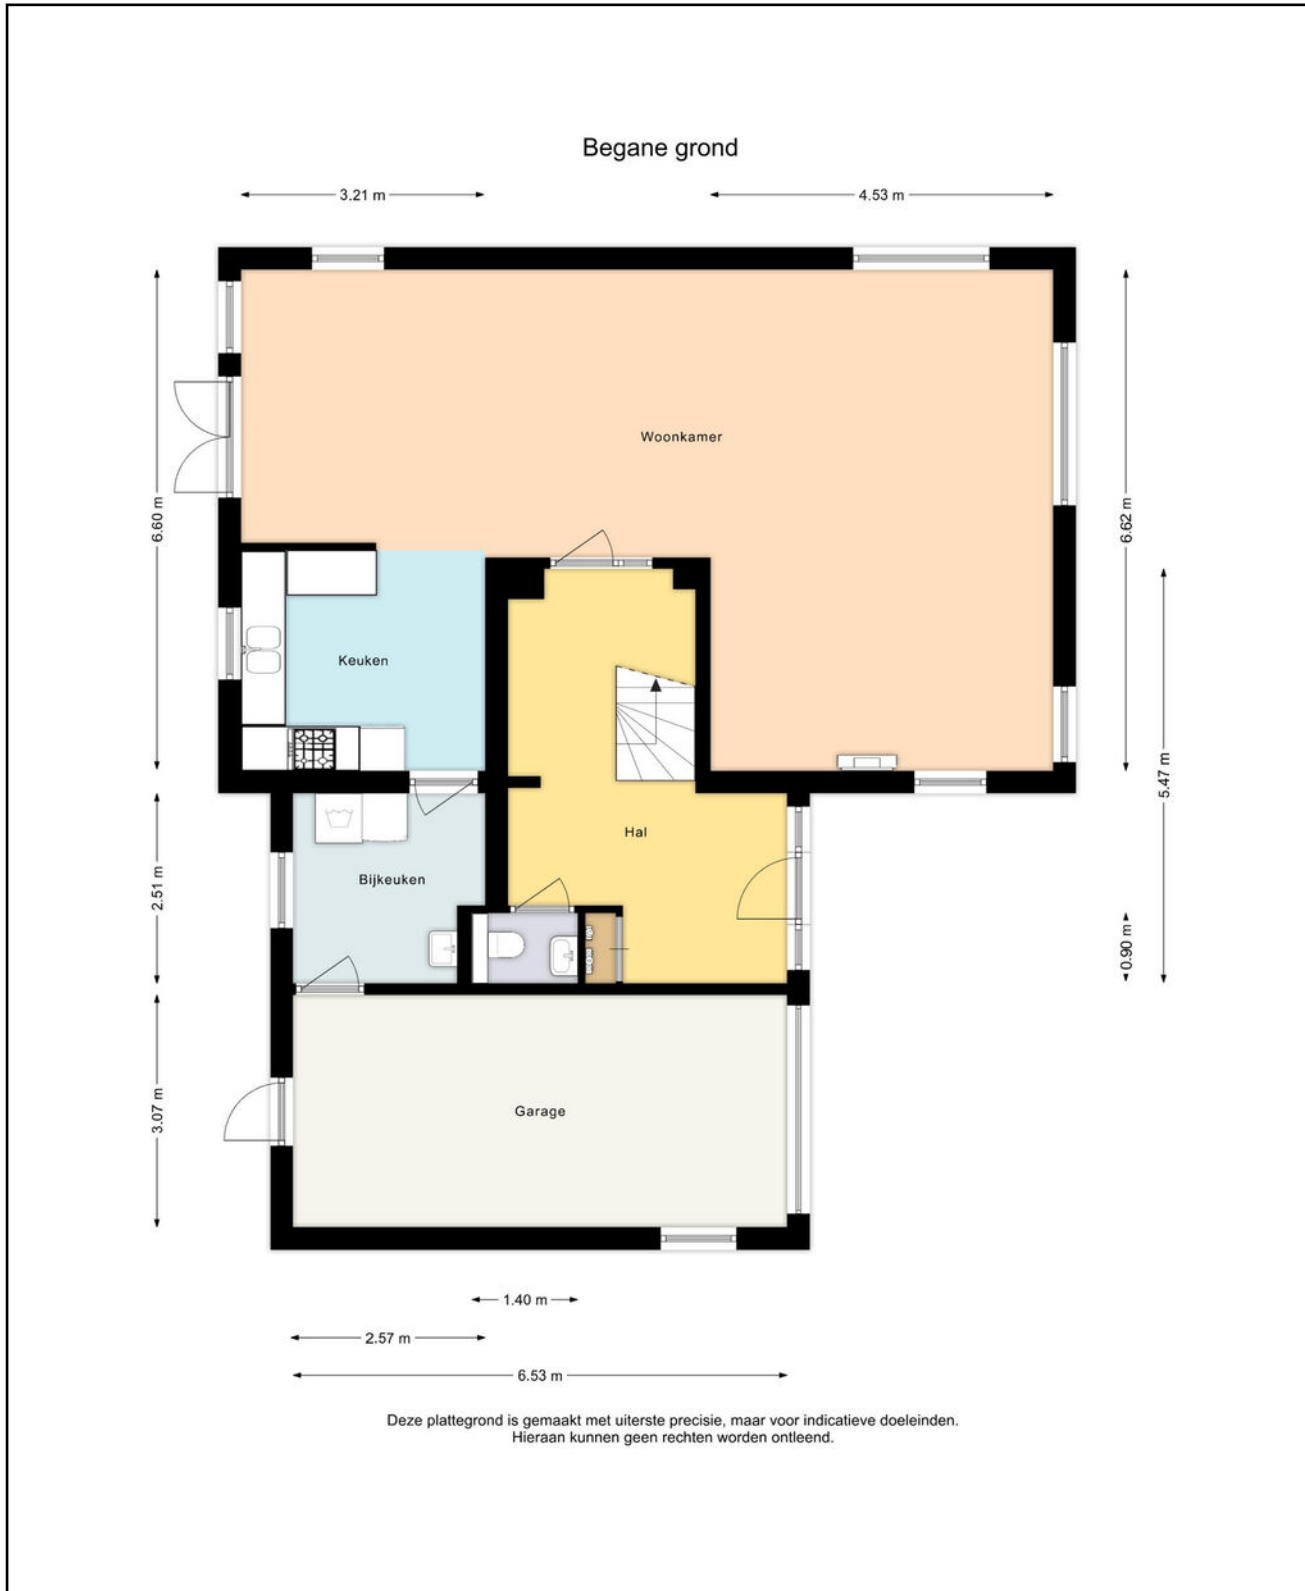 Begane grond
3.21 m
4.53 m
Woonkamer
6.60 m
6.62 m
Keuken
5.47 m
Hal
Bijkeuken
2.51 m
0.90 m
Garage
3.07 m
1.40 m
2.57 m
6.53 m
Deze plattegrond is gemaakt met uiterste precisie, maar voor indicatieve doeleinden.
Hieraan kunnen geen rechten worden ontleend.